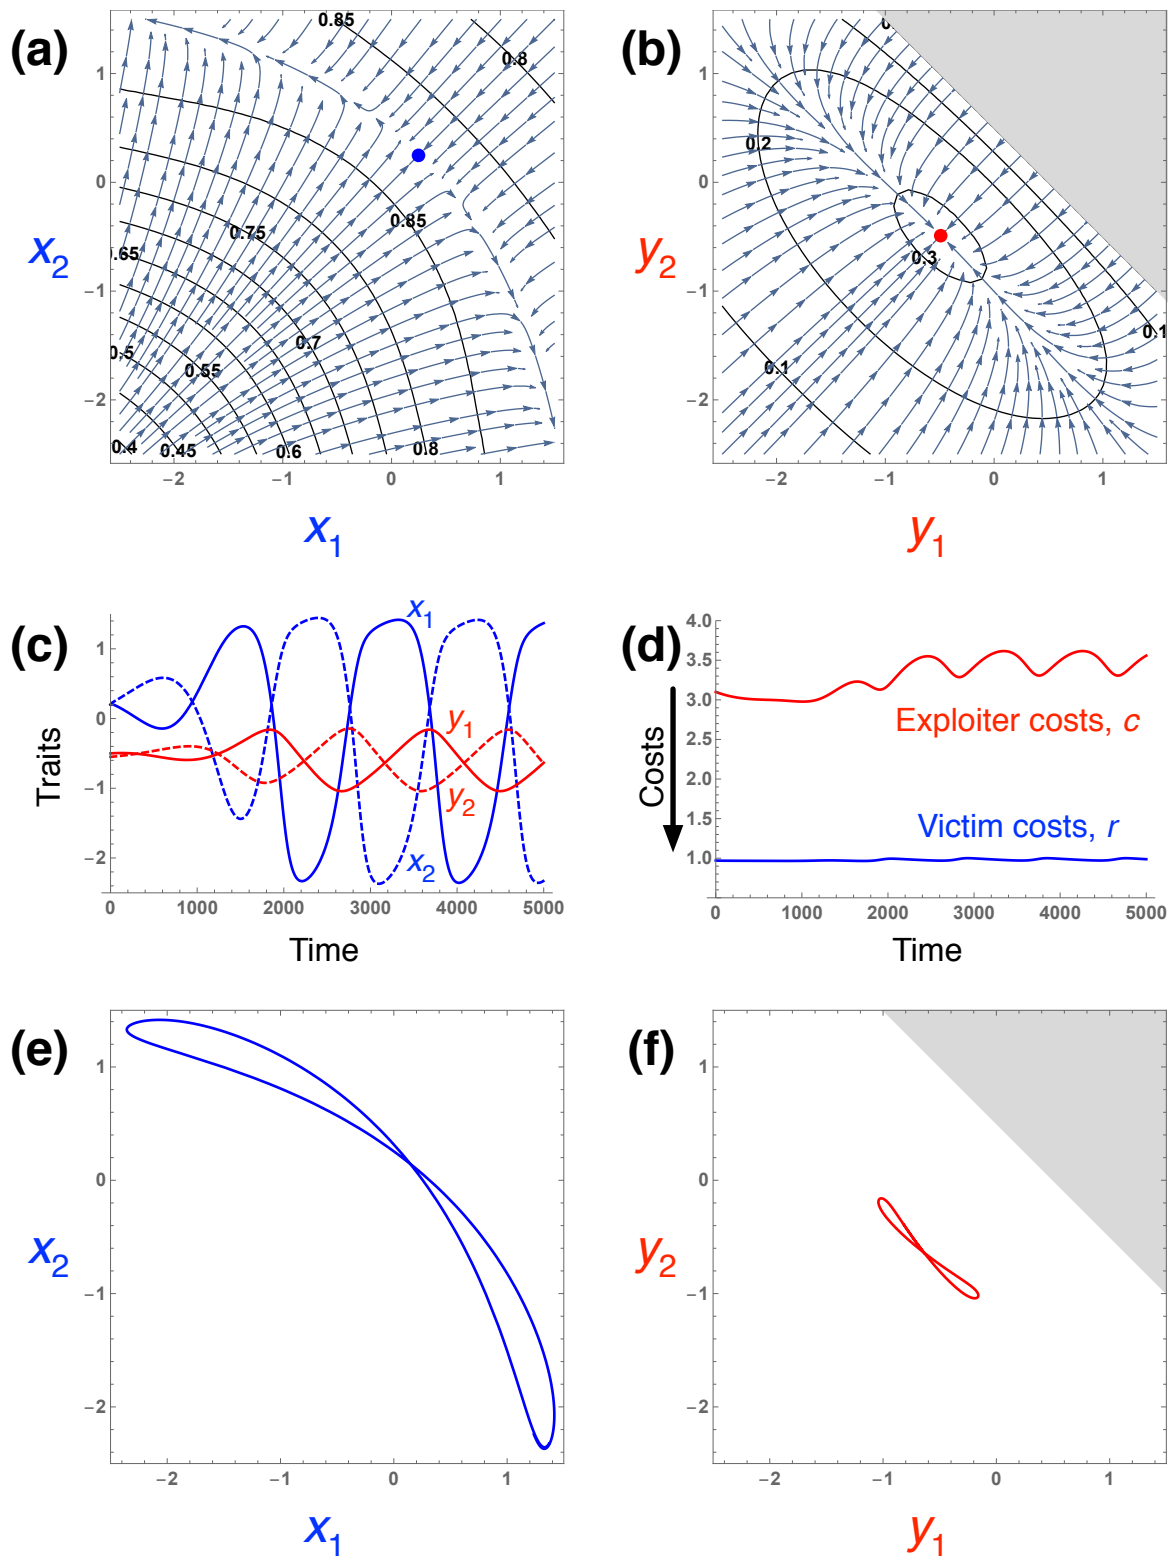 (a)
0.85
0.8
0.85
0.75
.65
0.7
0.5
0.55
0.4
0.45
0.6
0.8
1
0
−1
−2
x2
−2
−1
0
1
x1
(b)
0.2
0.3
0.1
0.1
1
0
−1
−2
y2
−2
−1
0
1
y1
(c)
x1
y1
y2
x2
1
0
−1
−2
Traits
0
1000
2000
3000
4000
5000
Time
(d)
4.0
3.5
3.0
2.5
2.0
1.5
1.0
Costs
Exploiter costs, c
Victim costs, r
0
1000
2000
3000
4000
5000
Time
(e)
1
0
−1
−2
x2
−2
−1
0
1
x1
(f)
1
0
−1
−2
y2
−2
−1
0
1
y1